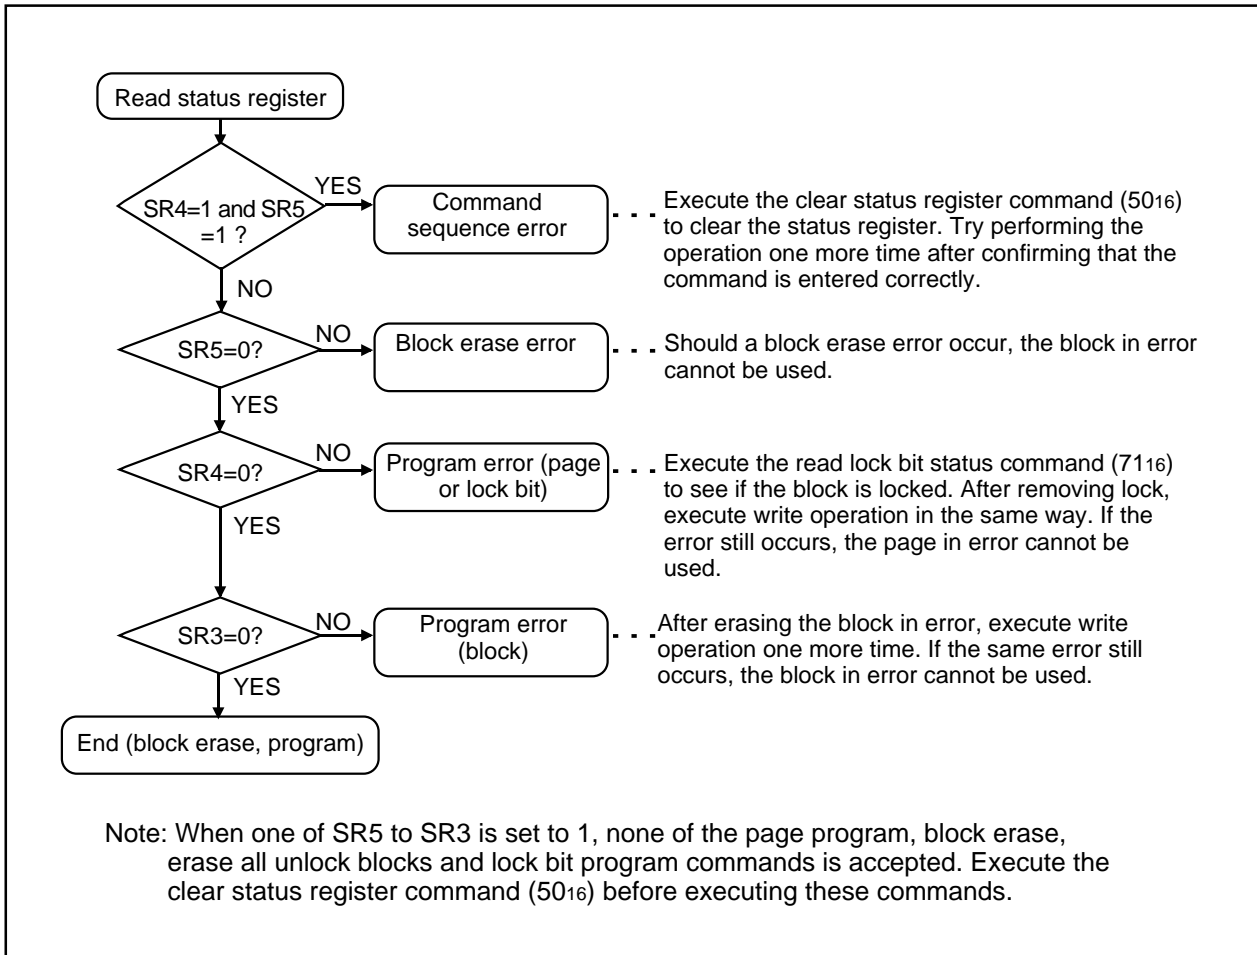 Read status register
SR4=1 and SR5
=1 ?
YES
Command
sequence error
Execute the clear status register command (5016)
to clear the status register. Try performing the
operation one more time after confirming that the
command is entered correctly.
NO
SR5=0?
NO
Block erase error
Should a block erase error occur, the block in error
cannot be used.
YES
SR4=0?
NO
Program error (page
or lock bit)
Execute the read lock bit status command (7116)
to see if the block is locked. After removing lock,
execute write operation in the same way. If the
error still occurs, the page in error cannot be
used.
YES
SR3=0?
NO
Program error
(block)
After erasing the block in error, execute write
operation one more time. If the same error still
occurs, the block in error cannot be used.
YES
End (block erase, program)
Note: When one of SR5 to SR3 is set to 1, none of the page program, block erase,
erase all unlock blocks and lock bit program commands is accepted. Execute the
clear status register command (5016) before executing these commands.